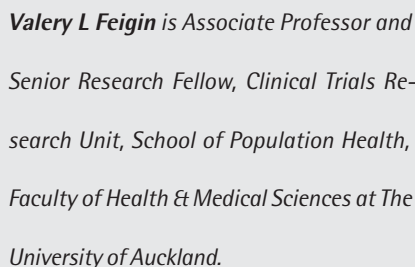 Valery L Feigin is Associate Professor and
Senior Research Fellow, Clinical Trials Re-
search Unit, School of Population Health,
Faculty of Health & Medical Sciences at The
University of Auckland.